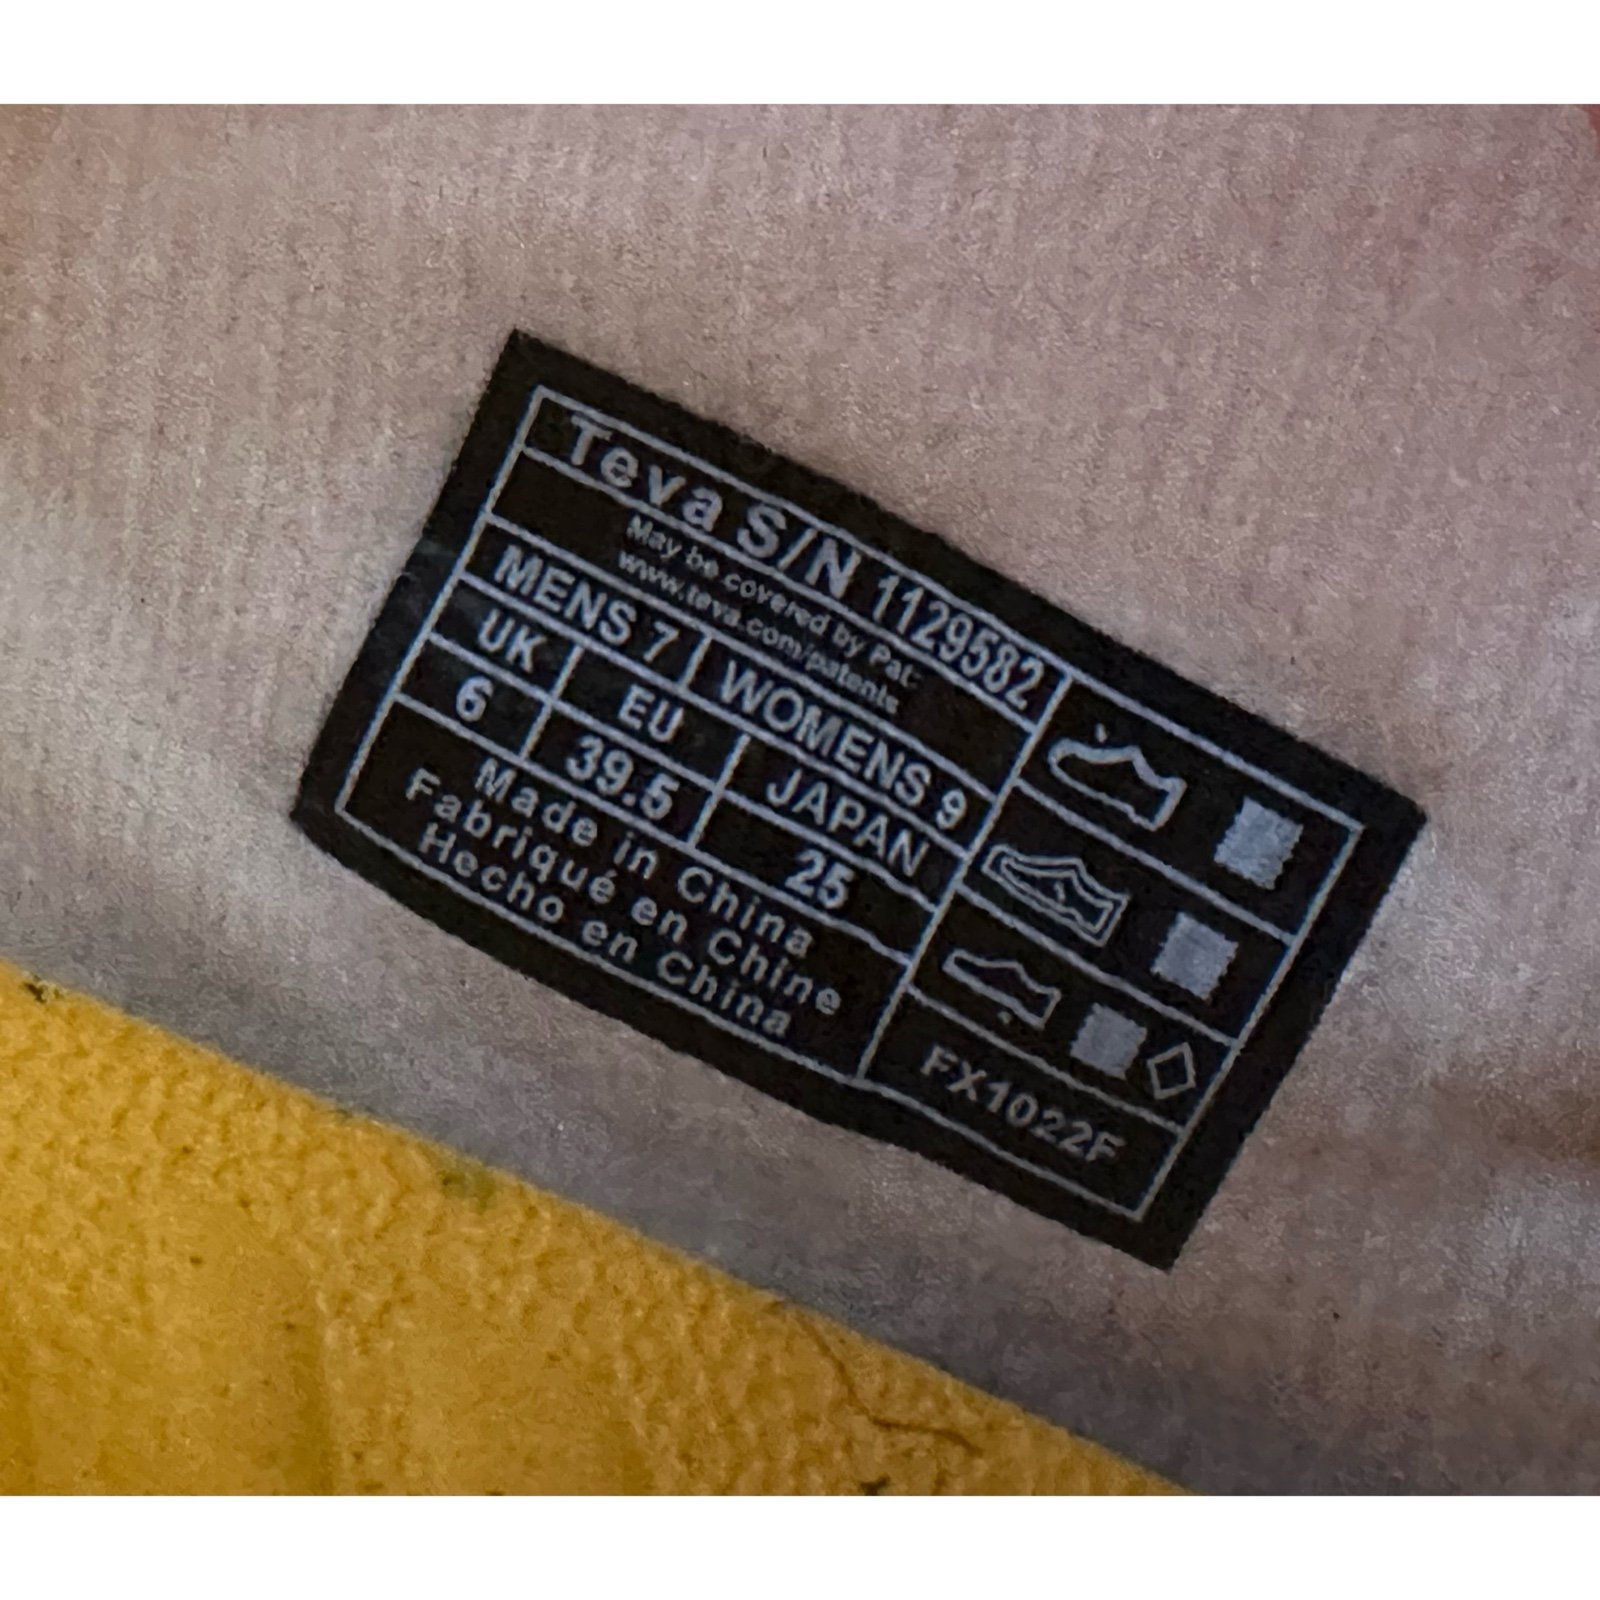 Teva S/N 1129582
May be covered by Pat:
www.teva.com/patents
MENS 7 WOMENS 9
UK EU JAPAN
6 39.5 25
Made in China
Fabriqué en Chine
Hecho en China
FX1022F